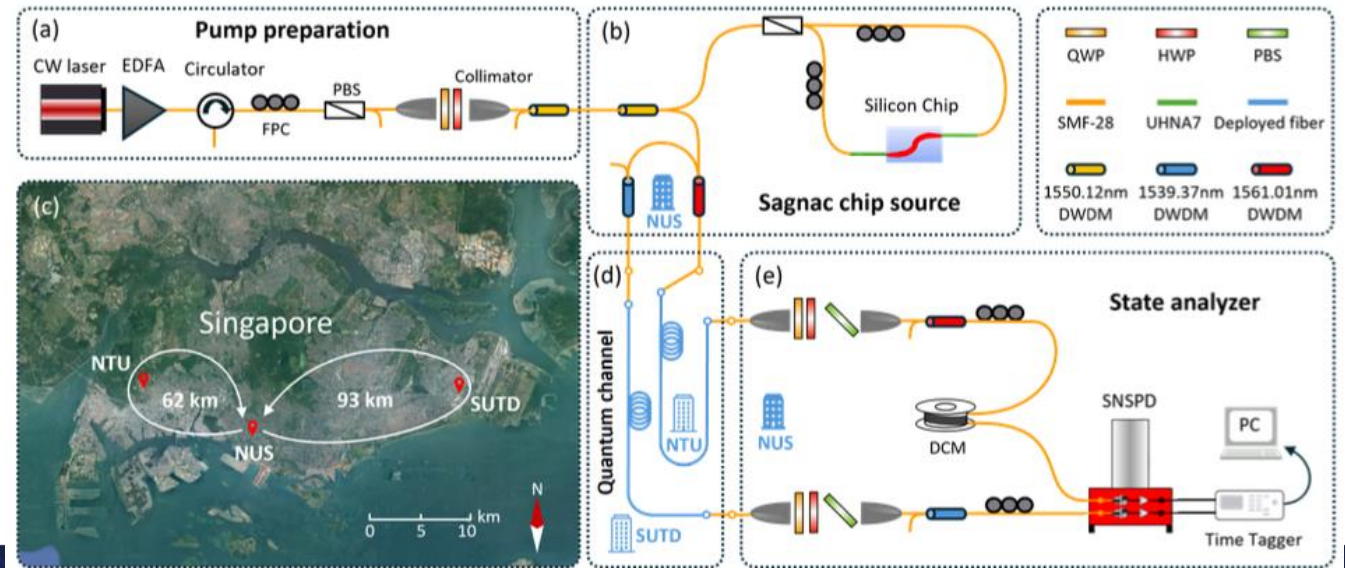 (a)
Pump preparation
CW laser
EDFA
Circulator
FPC
PBS
Collimator
(b)
Silicon Chip
Sagnac chip source
NUS
QWP
HWP
PBS
SMF-28
UHNA7
Deployed fiber
1550.12nm
DWDM
1539.37nm
DWDM
1561.01nm
DWDM
(c)
Singapore
NTU
62 km
93 km
SUTD
NUS
km
0
5
10
N
(d)
Quantum channel
NTU
SUTD
(e)
State analyzer
NUS
DCM
SNSPD
PC
Time Tagger